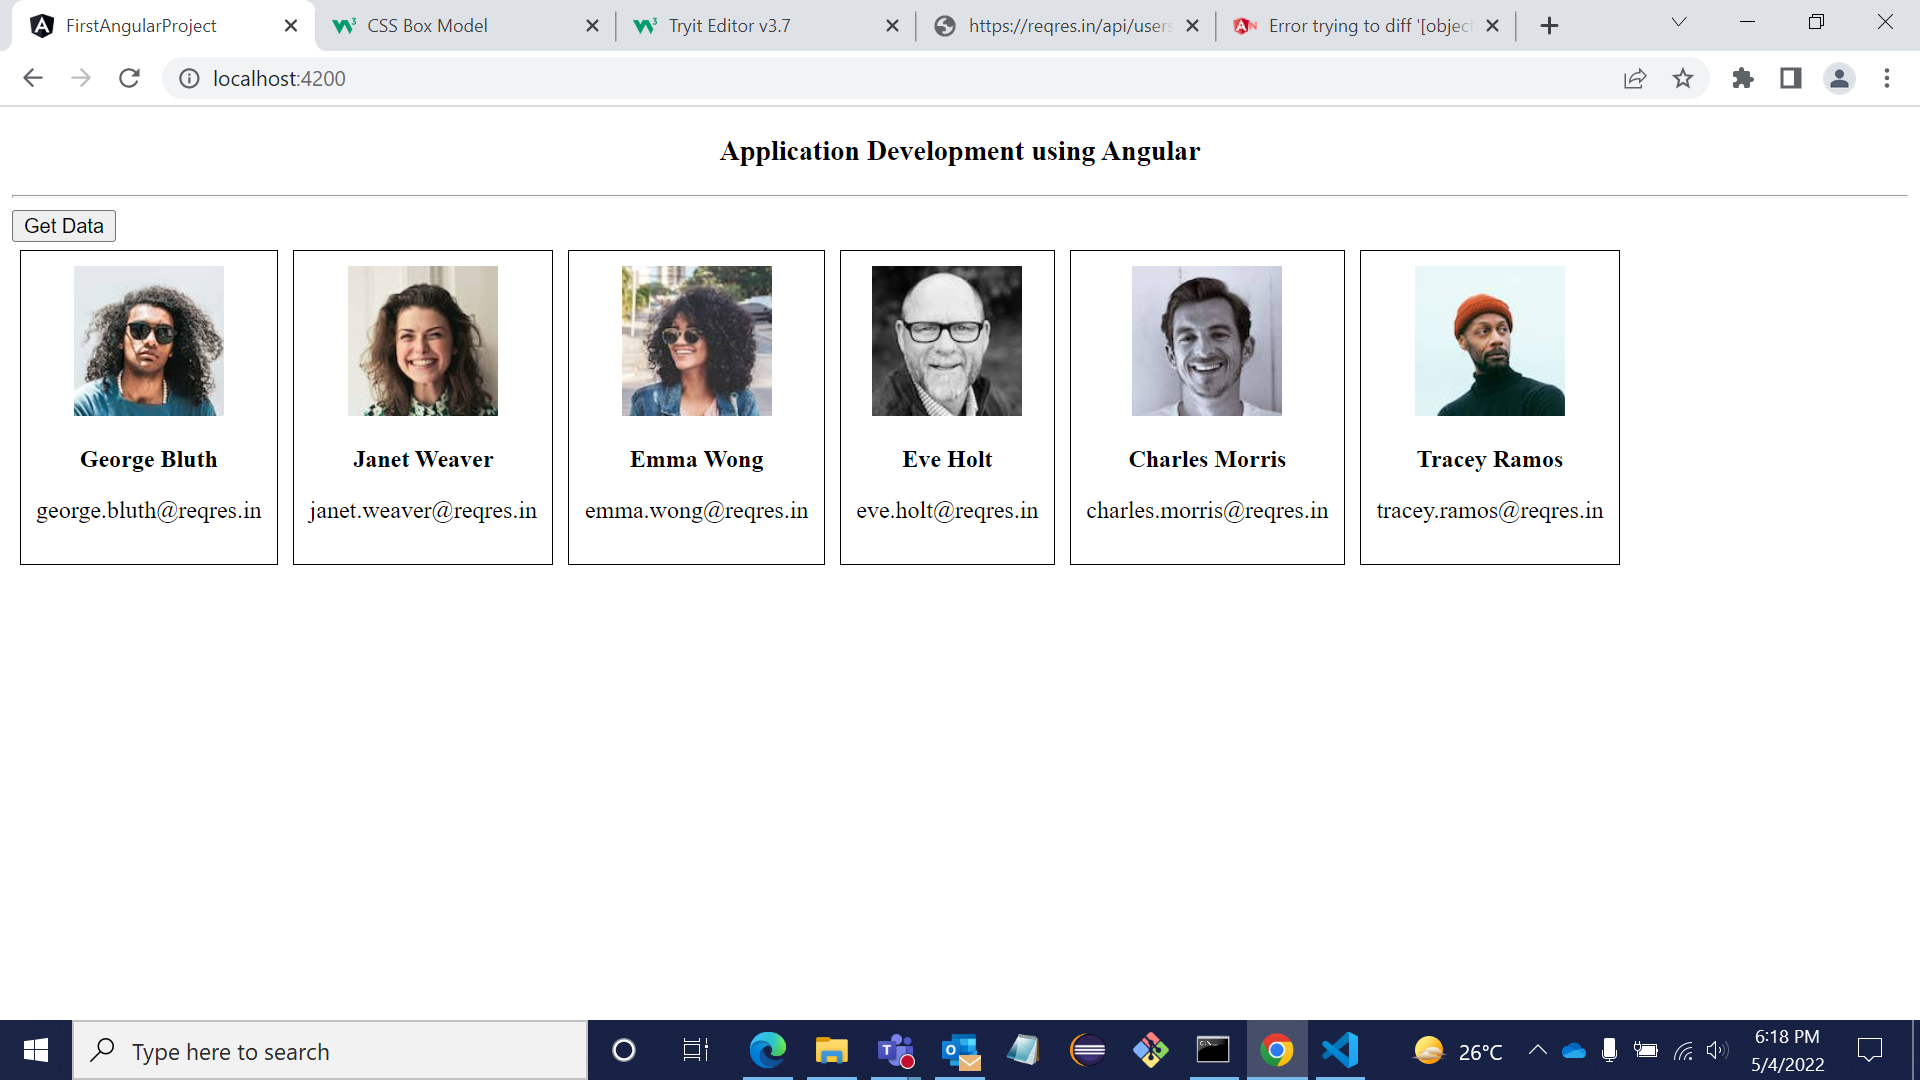 FirstAngularProject
CSS Box Model
Tryit Editor v3.7
https://reqres.in/api/users
Error trying to diff '[object
localhost:4200
Application Development using Angular
Get Data
George Bluth
george.bluth@reqres.in
Janet Weaver
janet.weaver@reqres.in
Emma Wong
emma.wong@reqres.in
Eve Holt
eve.holt@reqres.in
Charles Morris
charles.morris@reqres.in
Tracey Ramos
tracey.ramos@reqres.in
Type here to search
26°C
6:18 PM
5/4/2022